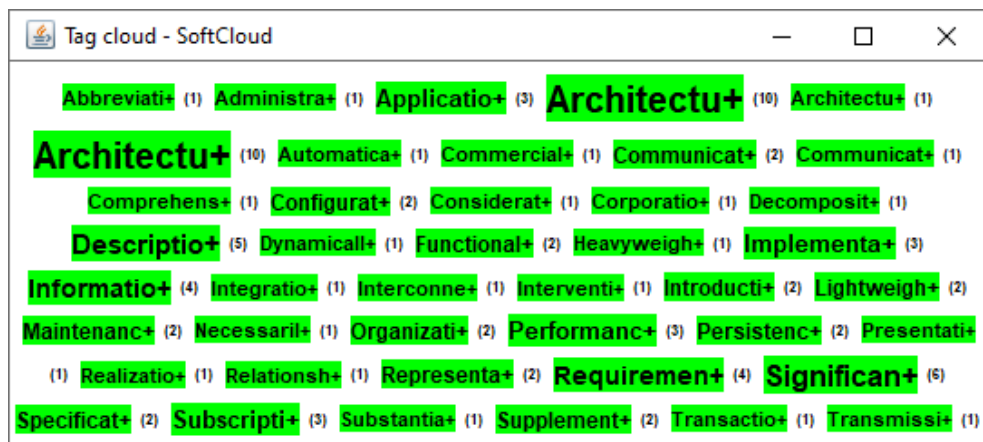 Tag cloud - SoftCloud
Abbreviati+ (1) Administra+ (1) Applicatio+ (3) Architectu+ (10) Architectu+ (1)
Architectu+ (10) Automatica+ (1) Commercial+ (1) Communicat+ (2) Communicat+ (1)
Comprehens+ (1) Configurat+ (2) Considerat+ (1) Corporatio+ (1) Decomposit+ (1)
Descriptio+ (5) Dynamicall+ (1) Functional+ (2) Heavyweigh+ (1) Implementa+ (3)
Informatio+ (4) Integratio+ (1) Interconne+ (1) Interventi+ (1) Introducti+ (2) Lightweigh+ (2)
Maintenanc+ (2) Necessaril+ (1) Organizati+ (2) Performanc+ (3) Persistenc+ (2) Presentati+
(1) Realizatio+ (1) Relationsh+ (1) Representa+ (2) Requiremen+ (4) Significan+ (6)
Specificat+ (2) Subscripti+ (3) Substantia+ (1) Supplement+ (2) Transactio+ (1) Transmissi+ (1)